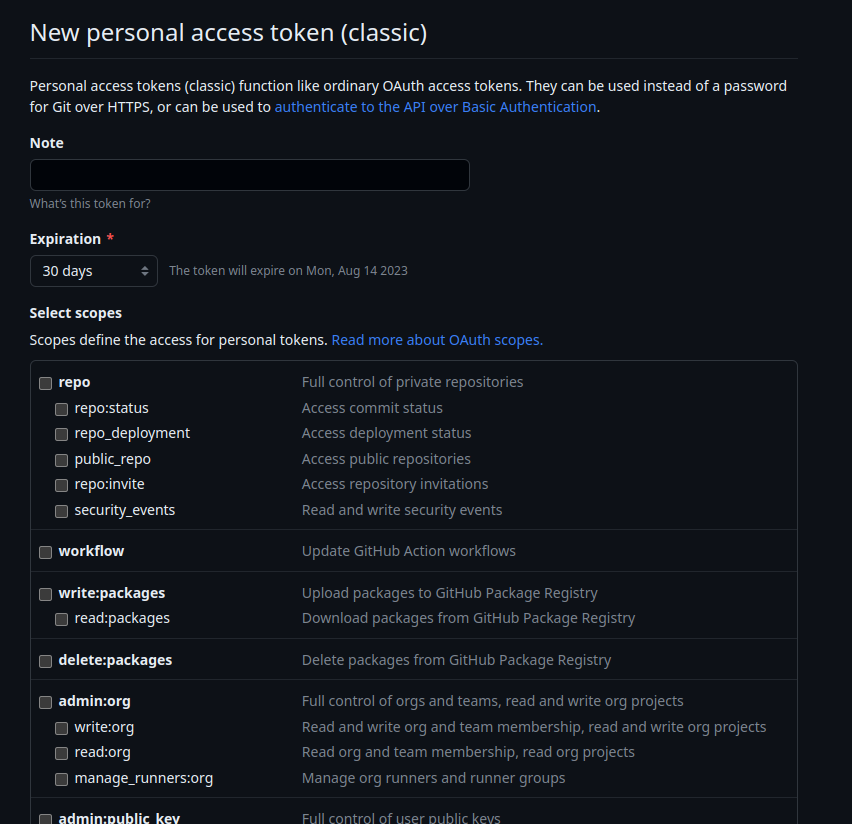 New personal access token (classic)
Personal access tokens (classic) function like ordinary OAuth access tokens. They can be used instead of a password
for Git over HTTPS, or can be used to authenticate to the API over Basic Authentication.
Note
What's this token for?
Expiration *
30 days
The token will expire on Mon, Aug 14 2023
Select scopes
Scopes define the access for personal tokens. Read more about OAuth scopes.
repo Full control of private repositories
repo:status Access commit status
repo_deployment Access deployment status
public_repo Access public repositories
repo:invite Access repository invitations
security_events Read and write security events
workflow Update GitHub Action workflows
write:packages Upload packages to GitHub Package Registry
read:packages Download packages from GitHub Package Registry
delete:packages Delete packages from GitHub Package Registry
admin:org Full control of orgs and teams, read and write org projects
write:org Read and write org and team membership, read and write org projects
read:org Read org and team membership, read org projects
manage_runners:org Manage org runners and runner groups
admin:public_key Full control of user public keys